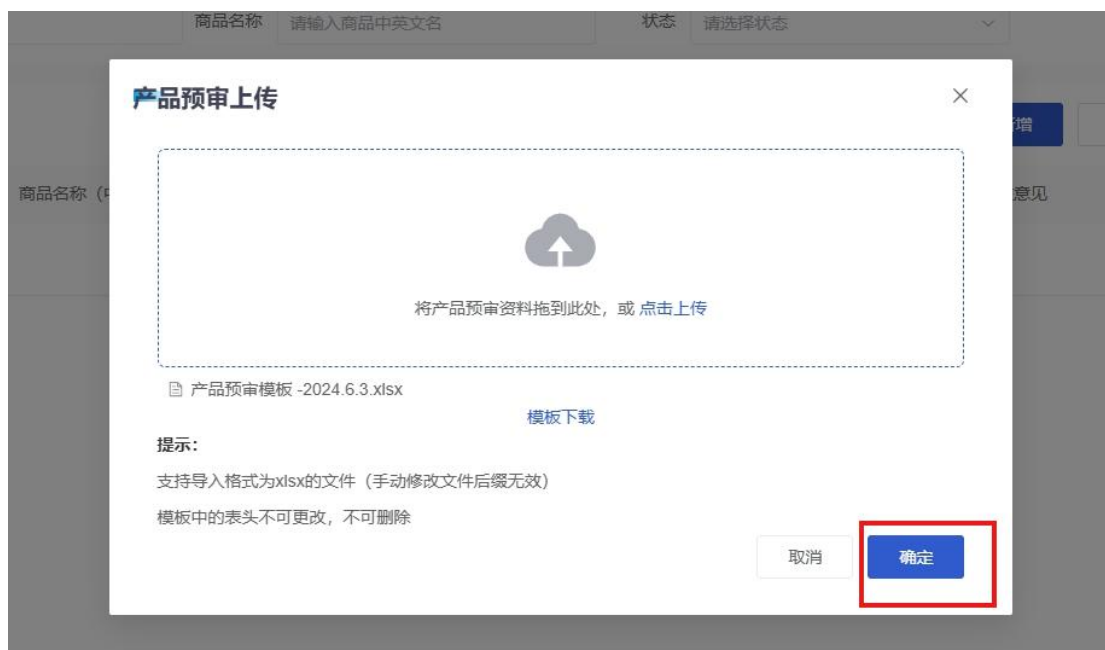 商品名称 请输入商品中英文名 状态 请选择状态
产品预审上传
增
商品名称（中
意见
将产品预审资料拖到此处，或 点击上传
产品预审模板 -2024.6.3.xlsx
模板下载
提示：
支持导入格式为xlsx的文件（手动修改文件后缀无效）
模板中的表头不可更改，不可删除
取消 确定